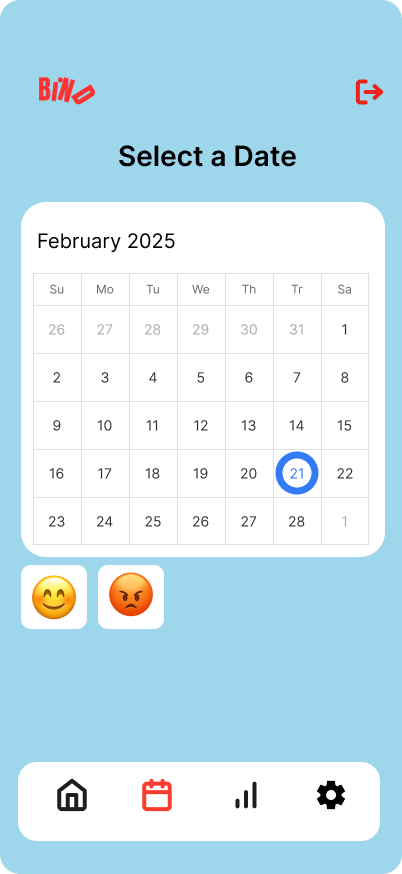 BIND
Select a Date
February 2025
Su Mo Tu We Th Tr Sa
26 27 28 29 30 31 1
2 3 4 5 6 7 8
9 10 11 12 13 14 15
16 17 18 19 20 21 22
23 24 25 26 27 28 1